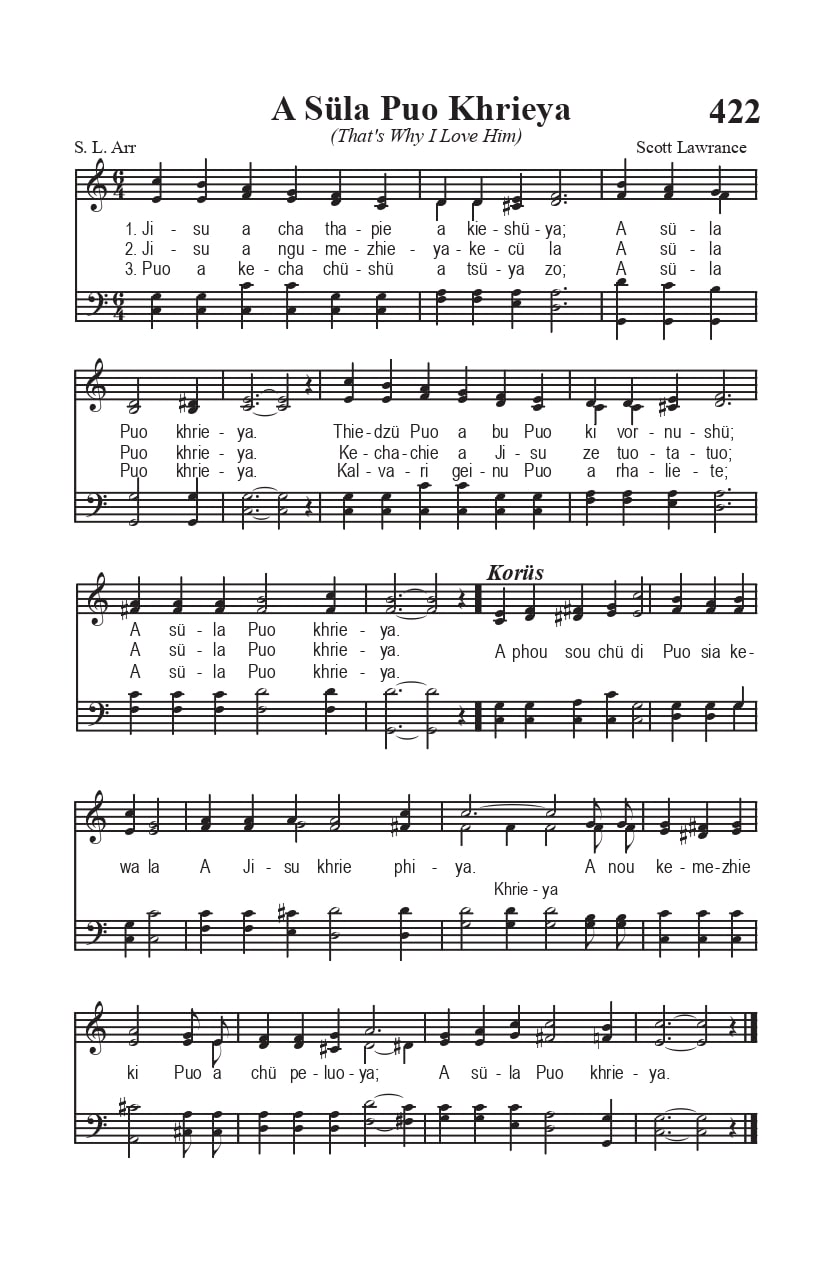 A Süla Puo Khrieya 422
(That's Why I Love Him)
S. L. Arr Scott Lawrance
1. Ji - su a cha tha- pie a kie-shü-ya; A sü - la
2. Ji - su a ngu - me-zhie - ya-ke-cü la A sü - la
3. Puo a ke-cha chü-shü a tsü-ya zo; A sü - la
Puo khrie - ya. Thie-dzü Puo a bu Puo ki vor-nu-shü;
Puo khrie - ya. Ke-cha-chie a Ji - su ze tuo-ta-tuo;
Puo khrie - ya. Kal-va-ri gei-nu Puo a rha-lie-te;
Korüs
A sü - la Puo khrie - ya.
A sü - la Puo khrie - ya.
A sü - la Puo khrie - ya.
A phou sou chü di Puo sia ke-
wa la A Ji - su khrie phi - ya. A nou ke-me-zhie
Khrie - ya
ki Puo a chü pe-luo-ya; A sü-la Puo khrie-ya.